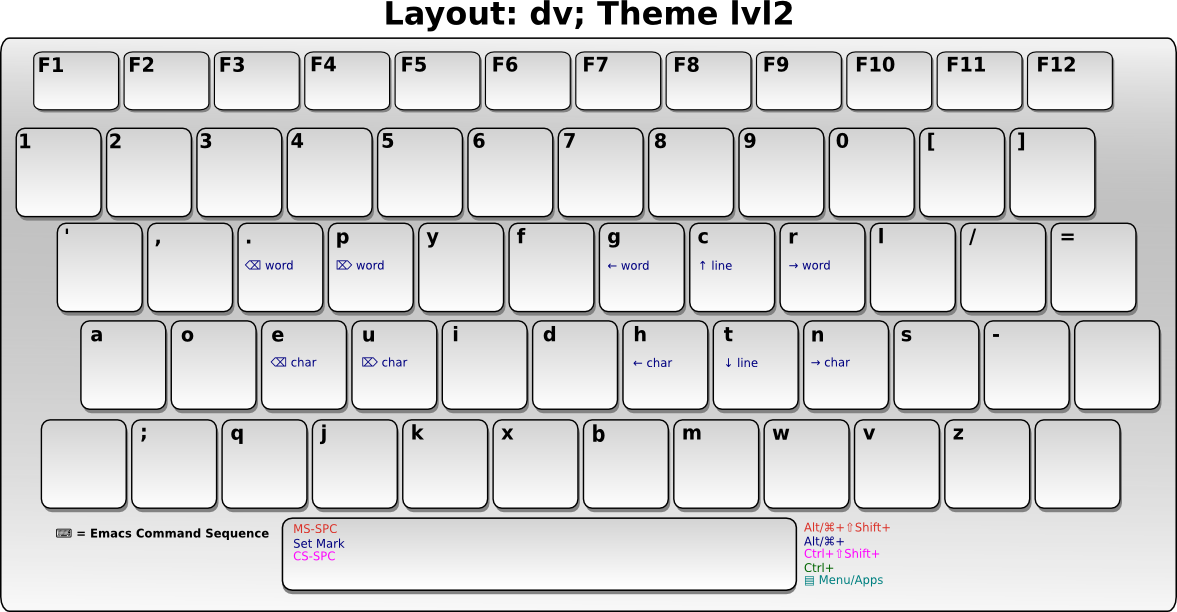 Layout: dv; Theme lvl2
F1 F2 F3 F4 F5 F6 F7 F8 F9 F10 F11 F12
1 2 3 4 5 6 7 8 9 0 [ ]
' , . p y f g c r l / =
⌫ word ⌦ word ← word ↑ line → word
a o e u i d h t n s -
⌫ char ⌦ char ← char ↓ line → char
; q j k x b m w v z
⌨ = Emacs Command Sequence
MS-SPC
Set Mark
CS-SPC
Alt/⌘+⇧Shift+
Alt/⌘+
Ctrl+⇧Shift+
Ctrl+
▤ Menu/Apps